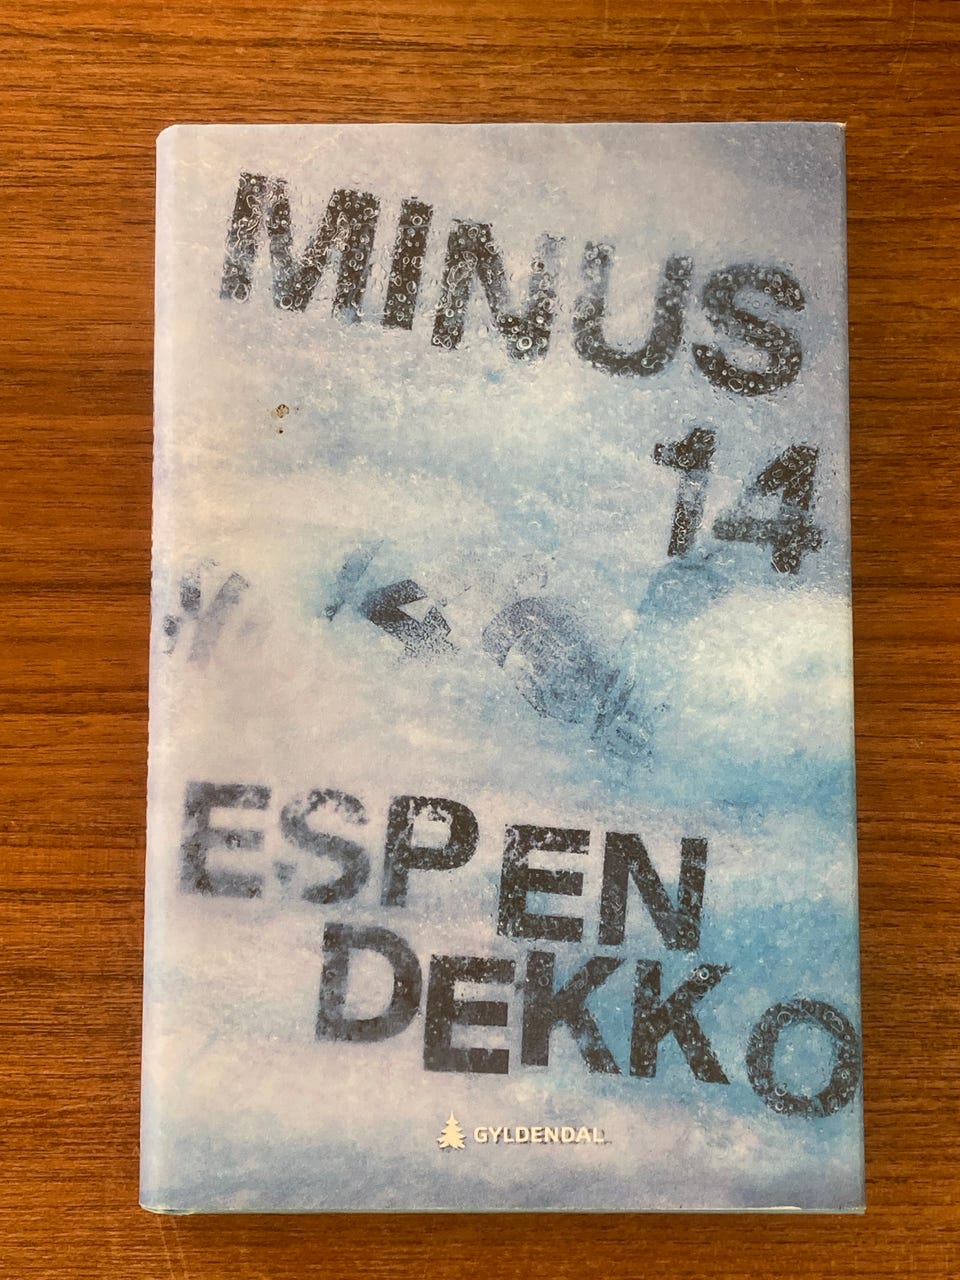 MINUS
14
ESPEN
DEKKO
GYLDENDAL